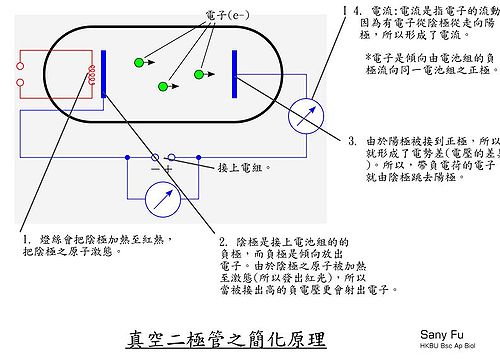 電子(e-)
I 4. 電流:電流是指電子的流動
因為有電子從陰極從走向陽
極，所以形成了電流。
*電子是傾向由電池組的負
極流向同一電池組之正極。
3. 由於陽極被接到正極，所以
就形成了電勢差(電壓的差異
)。所以，帶負電荷的電子
就由陰極跳去陽極。
接上電組。
− +
1. 燈絲會把陰極加熱至紅熱，
把陰極之原子激態。
2. 陰極是接上電池組的的
負極，而負極是傾向放出
電子。由於陰極之原子被加熱
至激態(所以發出紅光)，所以
當被接出高的負電壓更會射出電子。
真空二極管之簡化原理
Sany Fu
HKBU Bsc Ap Biol